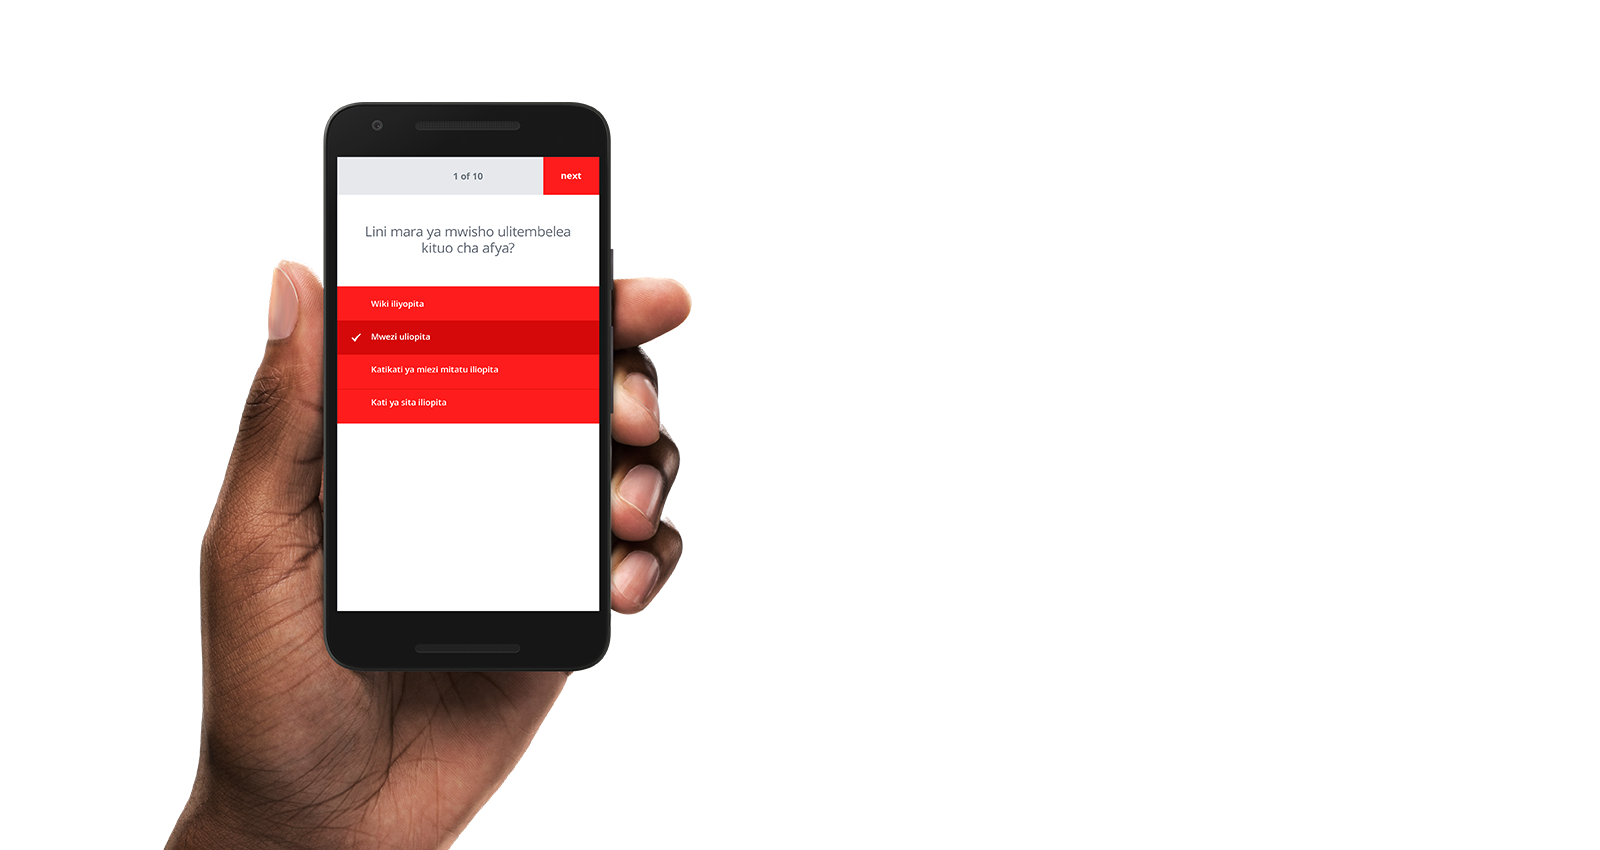 1 of 10
next
Lini mara ya mwisho ulitembelea
kituo cha afya?
Wiki iliyopita
Mwezi uliopita
Katikati ya miezi mitatu iliopita
Kati ya sita iliopita